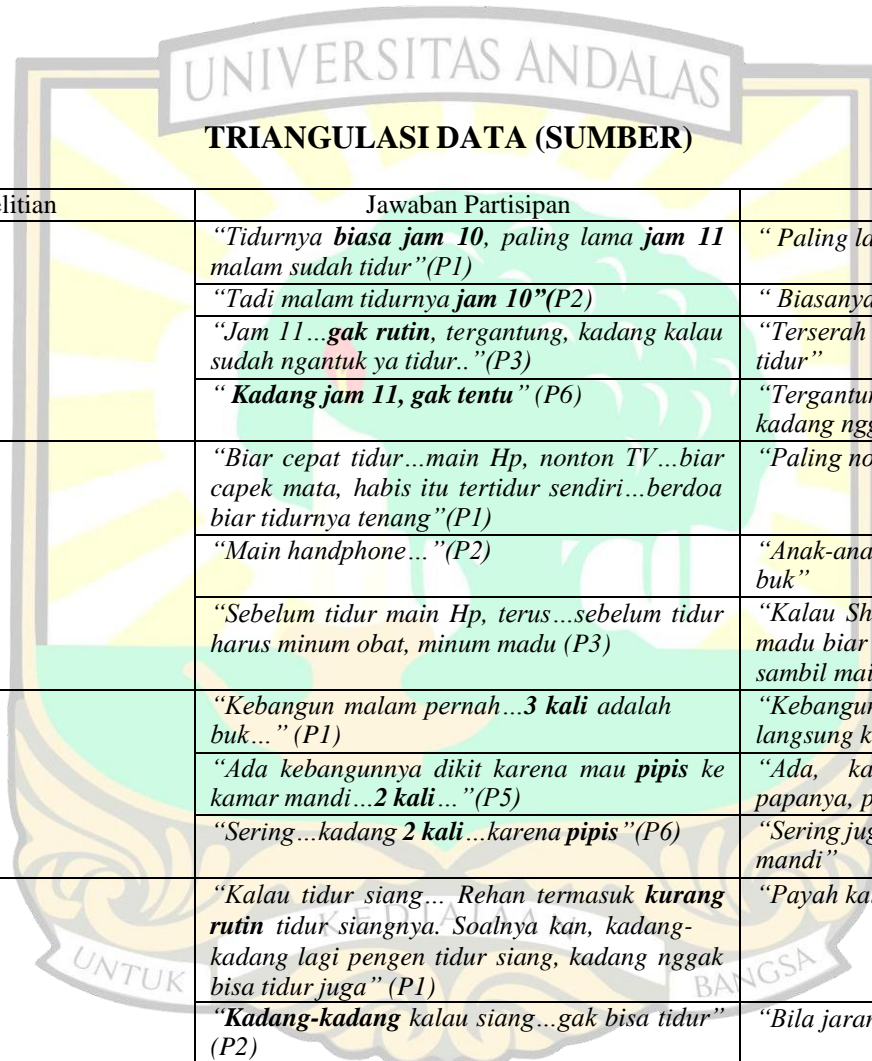 UNIVERSITAS ANDALAS
TRIANGULASI DATA (SUMBER)
elitian
Jawaban Partisipan
“Tidurnya biasa jam 10, paling lama jam 11
malam sudah tidur”(P1)
“ Paling la
“Tadi malam tidurnya jam 10”(P2)
“ Biasanya
“Jam 11…gak rutin, tergantung, kadang kalau
sudah ngantuk ya tidur..”(P3)
“Terserah
tidur”
“ Kadang jam 11, gak tentu” (P6)
“Tergantun
kadang ngg
“Biar cepat tidur…main Hp, nonton TV…biar
capek mata, habis itu tertidur sendiri…berdoa
biar tidurnya tenang”(P1)
“Paling no
“Main handphone…”(P2)
“Anak-ana
buk”
“Sebelum tidur main Hp, terus…sebelum tidur
harus minum obat, minum madu (P3)
“Kalau Sh
madu biar
sambil mai
“Kebangun malam pernah…3 kali adalah
buk…” (P1)
“Kebangun
langsung k
“Ada kebangunnya dikit karena mau pipis ke
kamar mandi…2 kali…”(P5)
“Ada, ka
papanya, p
“Sering…kadang 2 kali…karena pipis”(P6)
“Sering jug
mandi”
“Kalau tidur siang… Rehan termasuk kurang
rutin tidur siangnya. Soalnya kan, kadang-
kadang lagi pengen tidur siang, kadang nggak
bisa tidur juga” (P1)
“Payah kal
“Kadang-kadang kalau siang…gak bisa tidur”
(P2)
“Bila jaran
KEDJAJAAN
UNTUK
BANGSA